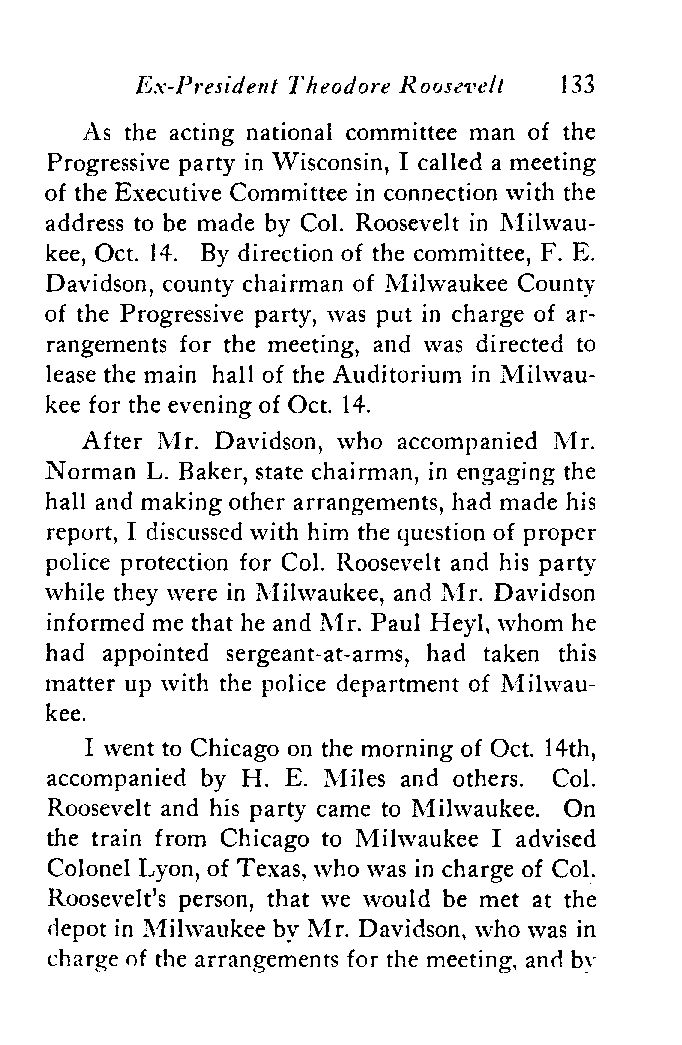 Ex-President Theodore Roosevelt 133
As the acting national committee man of the
Progressive party in Wisconsin, I called a meeting
of the Executive Committee in connection with the
address to be made by Col. Roosevelt in Milwau-
kee, Oct. 14. By direction of the committee, F. E.
Davidson, county chairman of Milwaukee County
of the Progressive party, was put in charge of ar-
rangements for the meeting, and was directed to
lease the main hall of the Auditorium in Milwau-
kee for the evening of Oct. 14.
After Mr. Davidson, who accompanied Mr.
Norman L. Baker, state chairman, in engaging the
hall and making other arrangements, had made his
report, I discussed with him the question of proper
police protection for Col. Roosevelt and his party
while they were in Milwaukee, and Mr. Davidson
informed me that he and Mr. Paul Heyl, whom he
had appointed sergeant-at-arms, had taken this
matter up with the police department of Milwau-
kee.
I went to Chicago on the morning of Oct. 14th,
accompanied by H. E. Miles and others. Col.
Roosevelt and his party came to Milwaukee. On
the train from Chicago to Milwaukee I advised
Colonel Lyon, of Texas, who was in charge of Col.
Roosevelt's person, that we would be met at the
depot in Milwaukee by Mr. Davidson, who was in
charge of the arrangements for the meeting, and by